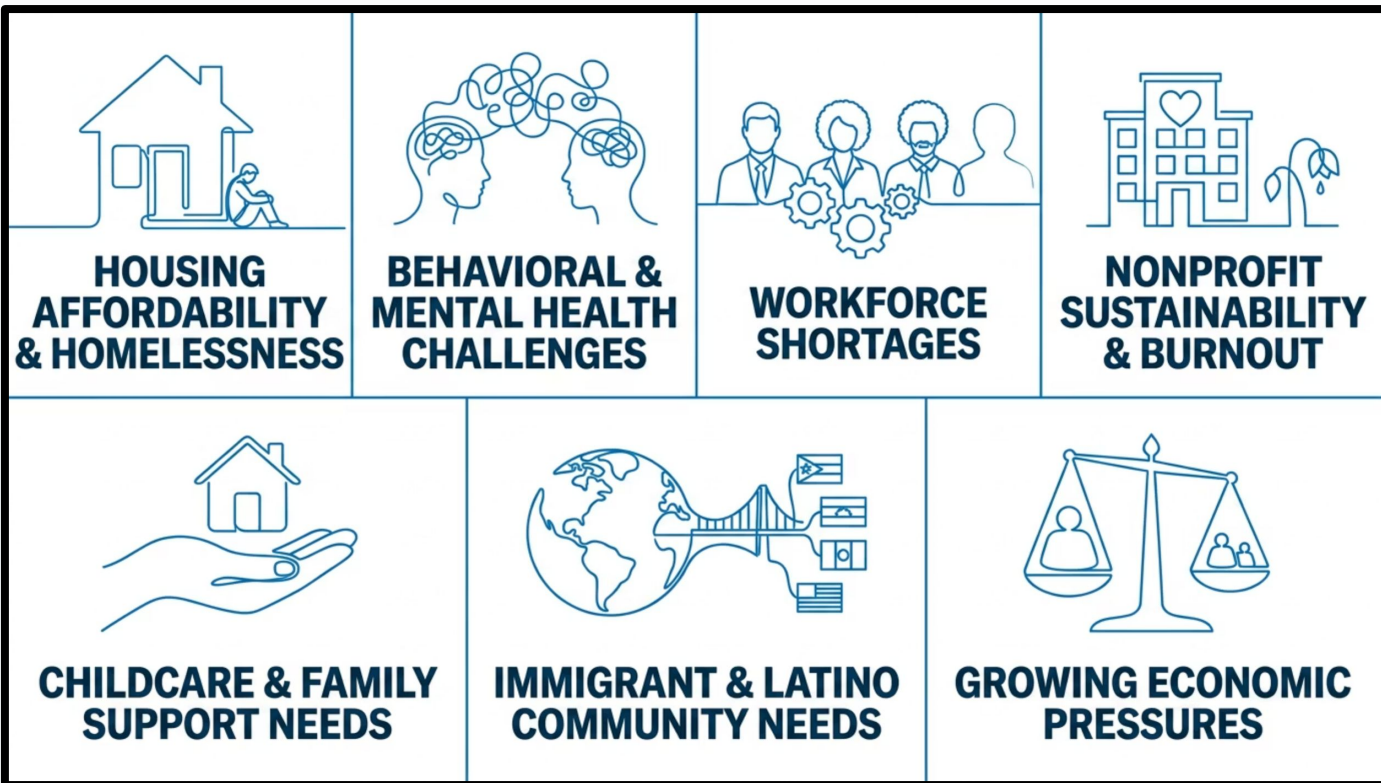 HOUSING
AFFORDABILITY
& HOMELESSNESS
BEHAVIORAL &
MENTAL HEALTH
CHALLENGES
WORKFORCE
SHORTAGES
NONPROFIT
SUSTAINABILITY
& BURNOUT
CHILDCARE & FAMILY
SUPPORT NEEDS
IMMIGRANT & LATINO
COMMUNITY NEEDS
GROWING ECONOMIC
PRESSURES